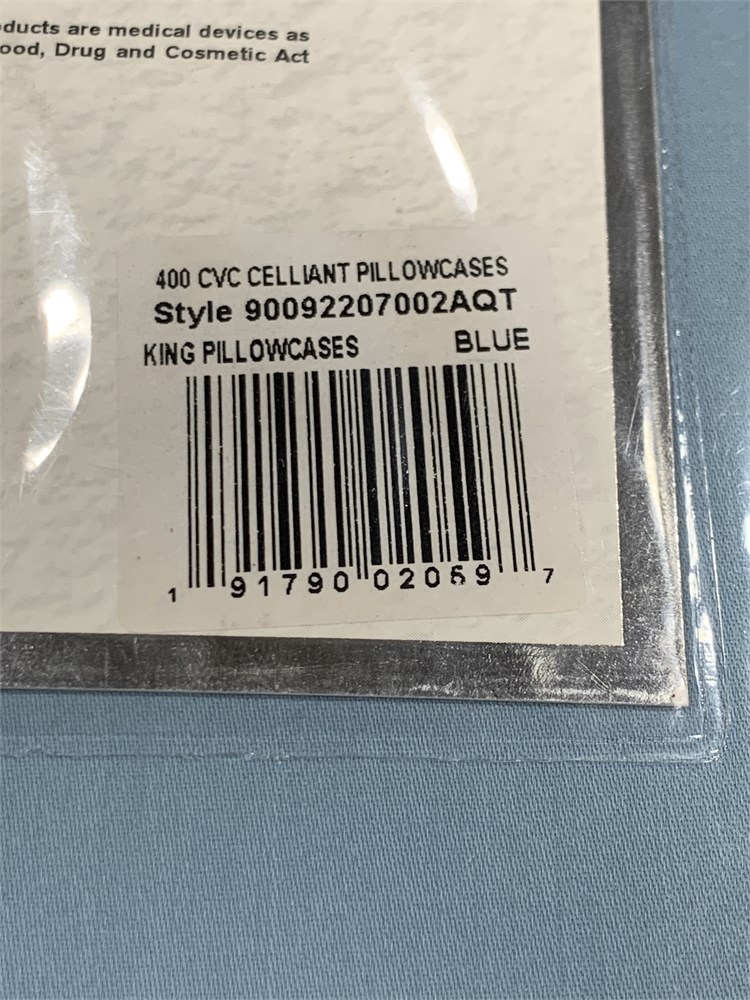 ducts are medical devices as
ood, Drug and Cosmetic Act
400 CVC CELLIANT PILLOWCASES
Style 90092207002AQT
KING PILLOWCASES BLUE
1 91790 02059 7